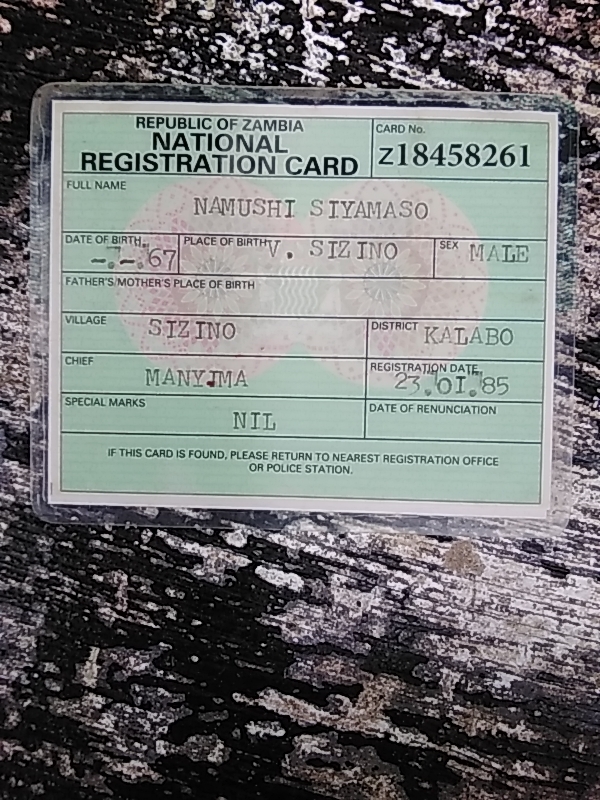 REPUBLIC OF ZAMBIA
NATIONAL
REGISTRATION CARD
CARD No.
Z18458261
FULL NAME
NAMUSHI SIYAMASO
DATE OF BIRTH
-.-.67
PLACE OF BIRTH
V. SIZINO
SEX
MALE
FATHER'S/MOTHER'S PLACE OF BIRTH
VILLAGE
SIZINO
DISTRICT
KALABO
CHIEF
MANYIMA
REGISTRATION DATE
23.01.85
SPECIAL MARKS
NIL
DATE OF RENUNCIATION
IF THIS CARD IS FOUND, PLEASE RETURN TO NEAREST REGISTRATION OFFICE
OR POLICE STATION.